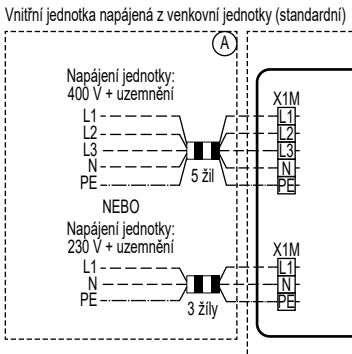 Vnitřní jednotka napájená z venkovní jednotky (standardní)
A
Napájení jednotky:
400 V + uzemnění
X1M
L1 L1
L2 L2
L3 L3
N N
PE PE
5 žil
NEBO
Napájení jednotky:
230 V + uzemnění
X1M
L1 L1
N N
PE PE
3 žíly